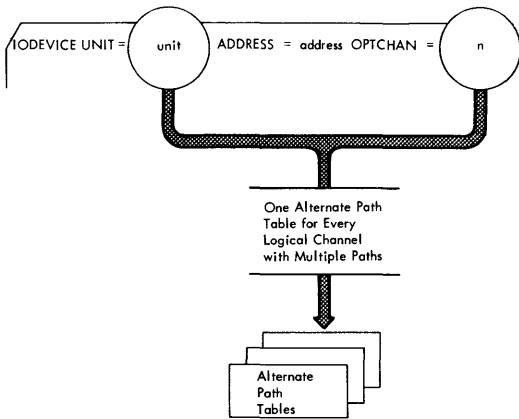 IODEVICE UNIT = unit ADDRESS = address OPTCHAN = n
One Alternate Path
Table for Every
Logical Channel
with Multiple Paths
Alternate
Path
Tables